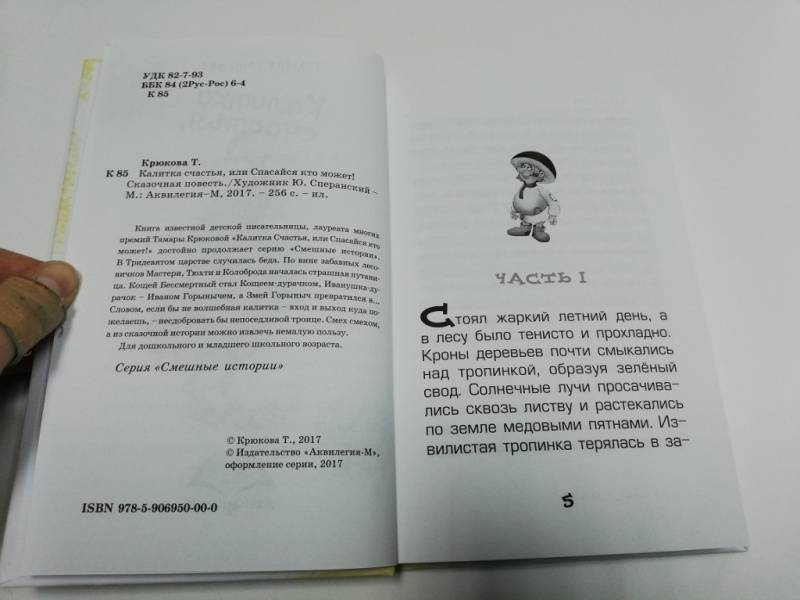 УДК 82-7-93
ББК 84 (2Рус-Рос) 6-4
К 85
Крюкова Т.
К 85 Калитка счастья, или Спасайся кто может!
Сказочная повесть./Художник Ю. Сперанский –
М.: Аквилегия-М, 2017. – 256 с. – ил.
Книга известной детской писательницы, лауреата многих
премий Тамары Крюковой «Калитка Счастья, или Спасайся кто
может!» достойно продолжает серию «Смешные истории».
В Тридевятом царстве случилась беда. По вине забавных лесо-
вичков Мастери, Тюхти и Колоброда началась страшная путани-
ца. Кощей Бессмертный стал Кощеем-дурачком, Иванушка-ду-
рачок – Иваном Горынычем, а Змей Горыныч превратился в...
Словом, если бы не волшебная калитка – вход и выход куда по-
желаешь, – несдобровать бы непоседливой троице. Смех смехом,
а из сказочной истории можно извлечь немалую пользу.
Для дошкольного и младшего школьного возраста.
Серия «Смешные истории»
© Крюкова Т., 2017
© Издательство «Аквилегия-М»,
оформление серии, 2017
ISBN 978-5-906950-00-0
ЧАСТЬ I
Стоял жаркий летний день, а
в лесу было тенисто и прохладно.
Кроны деревьев почти смыкались
над тропинкой, образуя зелёный
свод. Солнечные лучи просачива-
лись сквозь листву и растекались
по земле медовыми пятнами. Из-
вилистая тропинка терялась в за-
5